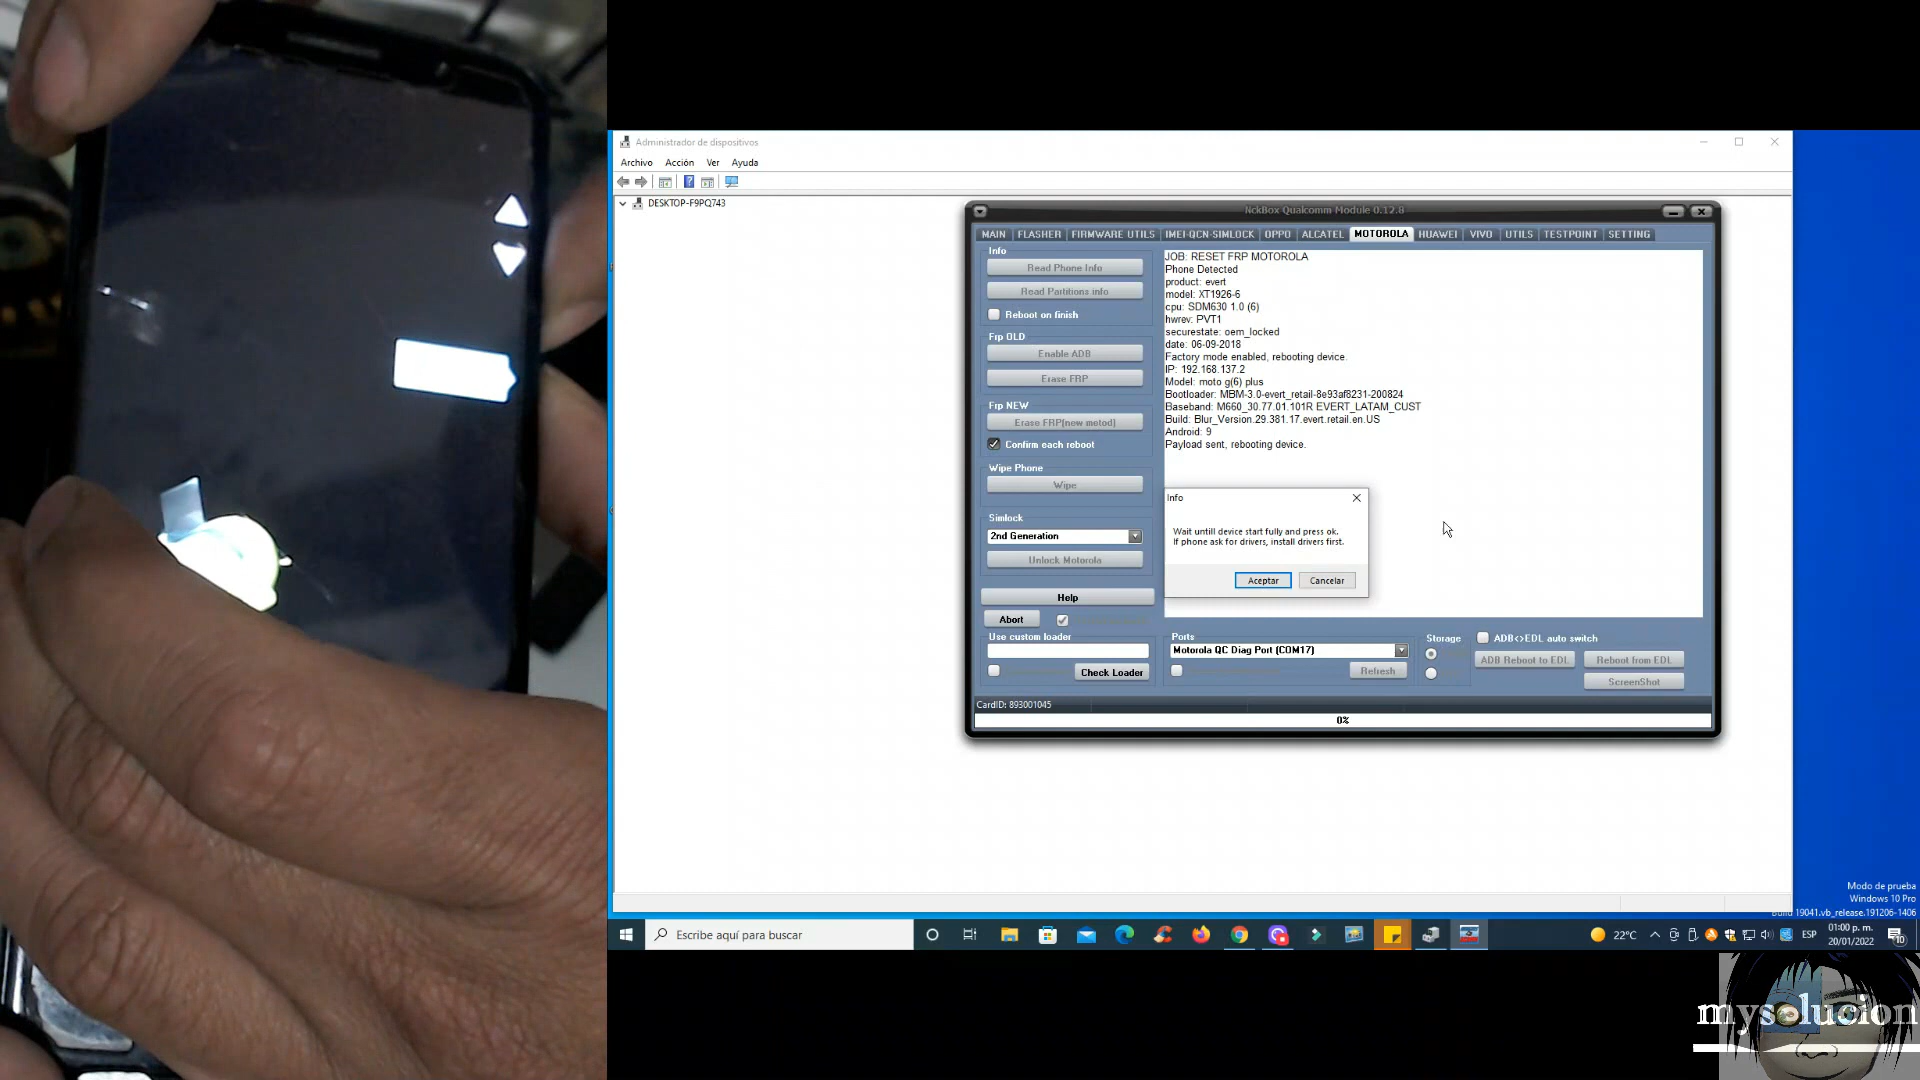 Administrador de dispositivos
Archivo Acción Ver Ayuda
DESKTOP-F9PQ743
NckBox Qualcomm Module 0.12.8
MAIN FLASHER FIRMWARE UTILS IMEI-QCN-SIMLOCK OPPO ALCATEL MOTOROLA HUAWEI VIVO UTILS TESTPOINT SETTING
Info
Read Phone Info
Read Partitions info
Reboot on finish
Frp OLD
Enable ADB
Erase FRP
Frp NEW
Erase FRP(new metod)
Confirm each reboot
Wipe Phone
Wipe
Simlock
2nd Generation
Unlock Motorola
Help
Abort
Use custom loader
Check Loader
JOB: RESET FRP MOTOROLA
Phone Detected
product: evert
model: XT1926-6
cpu: SDM630 1.0 (6)
hwrev: PVT1
securestate: oem_locked
date: 06-09-2018
Factory mode enabled, rebooting device.
IP: 192.168.137.2
Model: moto g(6) plus
Bootloader: MBM-3.0-evert_retail-8e93af8231-200824
Baseband: M660_30.77.01.101R EVERT_LATAM_CUST
Build: Blur_Version.29.381.17.evert.retail.en.US
Android: 9
Payload sent, rebooting device.
Info
Wait untill device start fully and press ok.
If phone ask for drivers, install drivers first.
Aceptar Cancelar
Ports
Motorola QC Diag Port (COM17)
Refresh
Storage
ADB<>EDL auto switch
ADB Reboot to EDL Reboot from EDL
ScreenShot
CardID: 893001045
0%
Modo de prueba
Windows 10 Pro
19041.vb_release.191206-1406
Escribe aquí para buscar
22°C
ESP
01:00 p. m.
20/01/2022
10
mysolucion